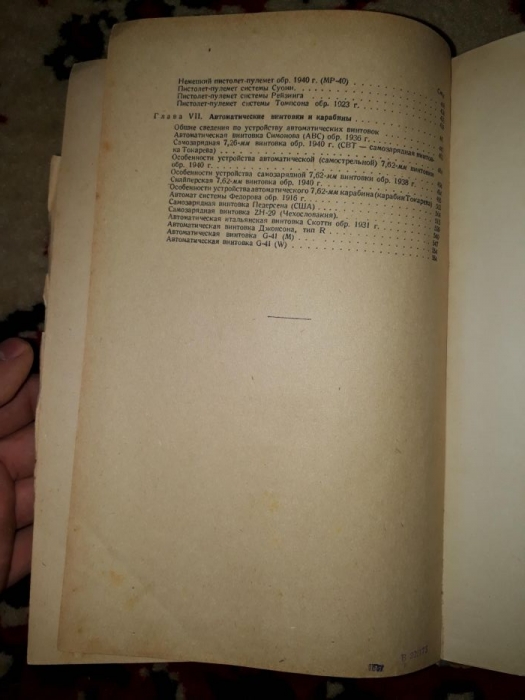 Стр.
Немецкий пистолет-пулемет обр. 1940 г. (МР-40)
Пистолет-пулемет системы Суоми
Пистолет-пулемет системы Рейзинга
Пистолет-пулемет системы Томпсона обр. 1923 г.
Глава VII. Автоматические винтовки и карабины
Общие сведения по устройству автоматических винтовок
Автоматическая винтовка Симонова (АВС) обр. 1936 г.
Самозарядная 7,26-мм винтовка обр. 1940 г. (СВТ — самозарядная винтовка Токарева)
Особенности устройства автоматической (самострельной) 7,62-мм винтовки обр. 1940 г.
Особенности устройства самозарядной 7,62-мм винтовки обр. 1938 г.
Снайперская 7,62-мм винтовка обр. 1940 г.
Особенности устройства автоматического 7,62-мм карабина (карабин Токарева)
Автомат системы Федорова обр. 1916 г.
Самозарядная винтовка Педерсена (США)
Самозарядная винтовка ZH-29 (Чехословакия)
Автоматическая итальянская винтовка Скотти обр. 1931 г.
Автоматическая винтовка Джонсона, тип R
Автоматическая винтовка G-41 (M)
Автоматическая винтовка G-41 (W)